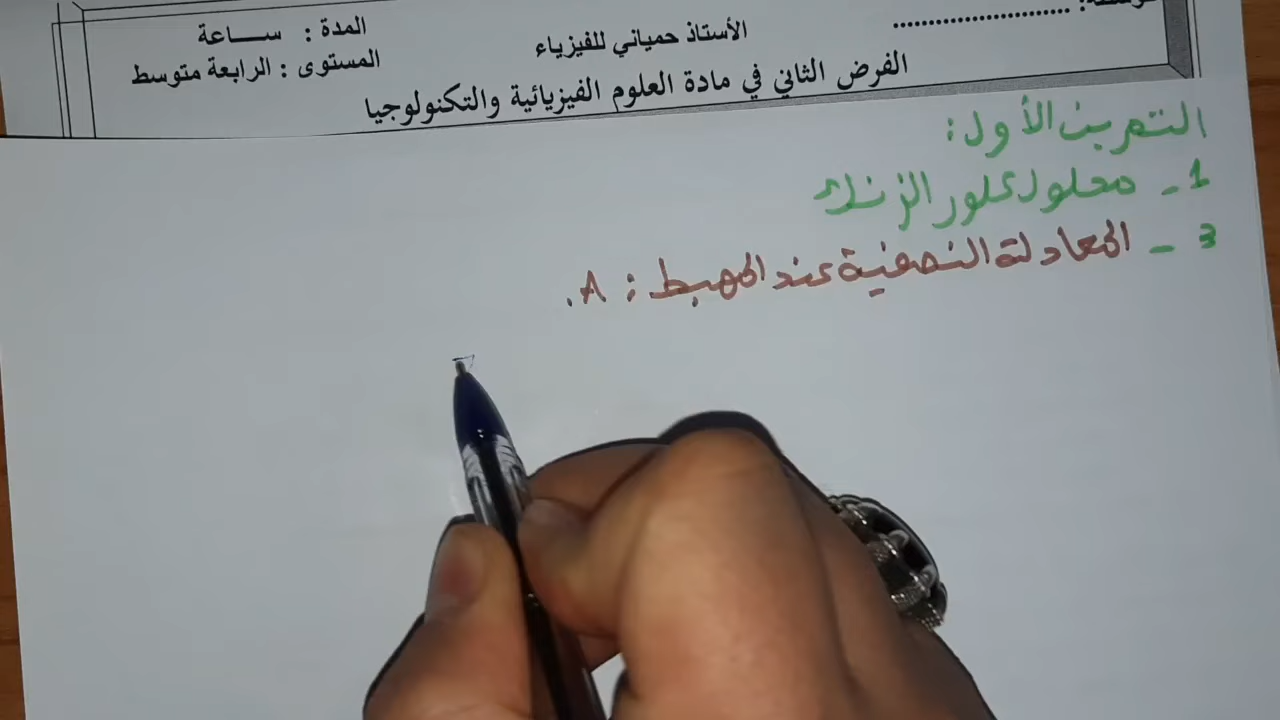 ........................
الأستاذ حمياني للفيزياء
المدة : ســـاعة
المستوى : الرابعة متوسط
الفرض الثاني في مادة العلوم الفيزيائية والتكنولوجيا
التمرين الأول:
1- محلول كلور الزنك
3- المعادلة النصفية عند المهبط : A.